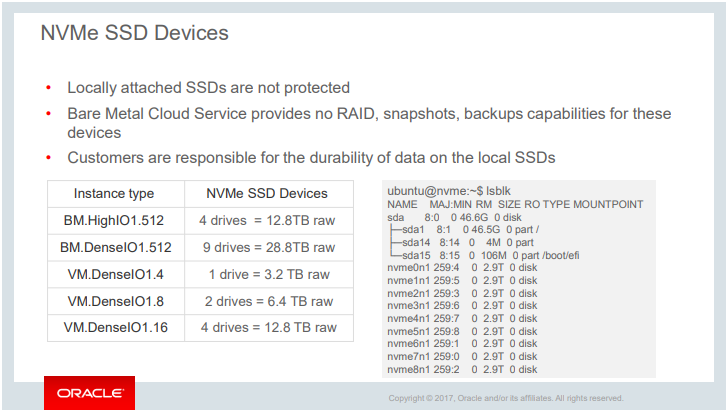 NVMe SSD Devices
• Locally attached SSDs are not protected
• Bare Metal Cloud Service provides no RAID, snapshots, backups capabilities for these
devices
• Customers are responsible for the durability of data on the local SSDs
Instance type NVMe SSD Devices
BM.HighIO1.512 4 drives = 12.8TB raw
BM.DenseIO1.512 9 drives = 28.8TB raw
VM.DenseIO1.4 1 drive = 3.2 TB raw
VM.DenseIO1.8 2 drives = 6.4 TB raw
VM.DenseIO1.16 4 drives = 12.8 TB raw
ubuntu@nvme:~$ lsblk
NAME MAJ:MIN RM SIZE RO TYPE MOUNTPOINT
sda 8:0 0 46.6G 0 disk
├─sda1 8:1 0 46.5G 0 part /
├─sda14 8:14 0 4M 0 part
└─sda15 8:15 0 106M 0 part /boot/efi
nvme0n1 259:4 0 2.9T 0 disk
nvme1n1 259:5 0 2.9T 0 disk
nvme2n1 259:3 0 2.9T 0 disk
nvme3n1 259:6 0 2.9T 0 disk
nvme4n1 259:7 0 2.9T 0 disk
nvme5n1 259:8 0 2.9T 0 disk
nvme6n1 259:1 0 2.9T 0 disk
nvme7n1 259:0 0 2.9T 0 disk
nvme8n1 259:2 0 2.9T 0 disk
ORACLE
Copyright © 2017, Oracle and/or its affiliates. All rights reserved.